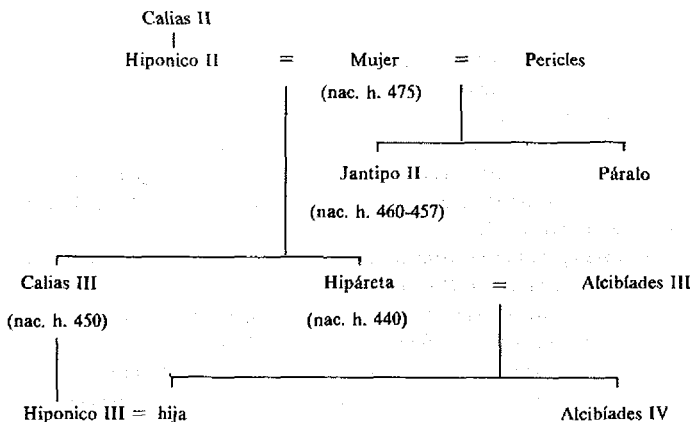 Calias II
Hiponico II = Mujer = Pericles
(nac. h. 475)
Jantipo II Páralo
(nac. h. 460-457)
Calias III Hipáreta = Alcibíades III
(nac. h. 450) (nac. h. 440)
Hiponico III = hija Alcibíades IV